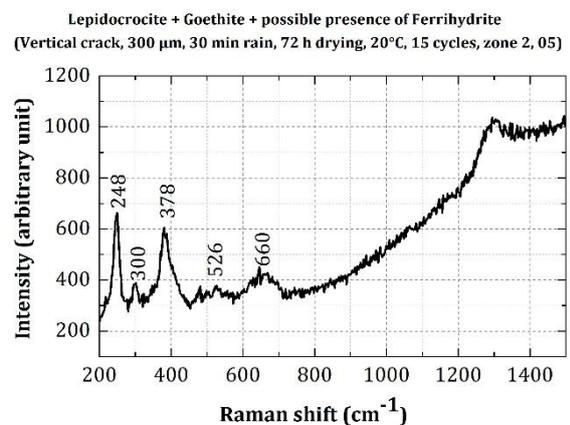 Lepidocrocite + Goethite + possible presence of Ferrihydrite
(Vertical crack, 300 µm, 30 min rain, 72 h drying, 20°C, 15 cycles, zone 2, 05)
Intensity (arbitrary unit)
1200
1000
800
600
400
200
248
300
378
526
660
200 400 600 800 1000 1200 1400
Raman shift (cm⁻¹)